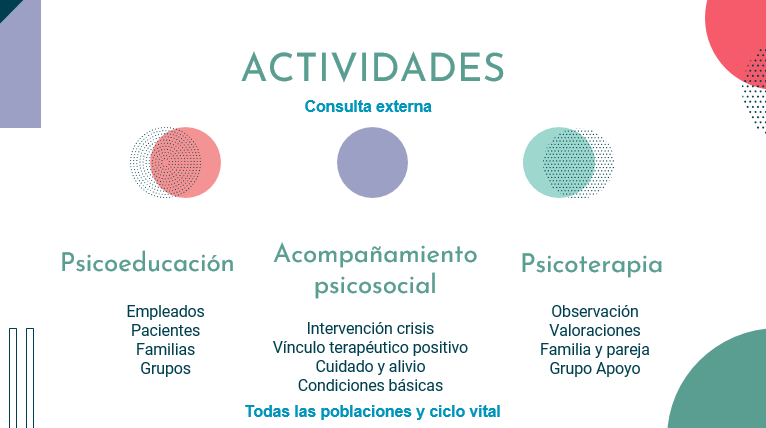 ACTIVIDADES
Consulta externa
Psicoeducación
Empleados
Pacientes
Familias
Grupos
Acompañamiento
psicosocial
Intervención crisis
Vínculo terapéutico positivo
Cuidado y alivio
Condiciones básicas
Psicoterapia
Observación
Valoraciones
Familia y pareja
Grupo Apoyo
Todas las poblaciones y ciclo vital